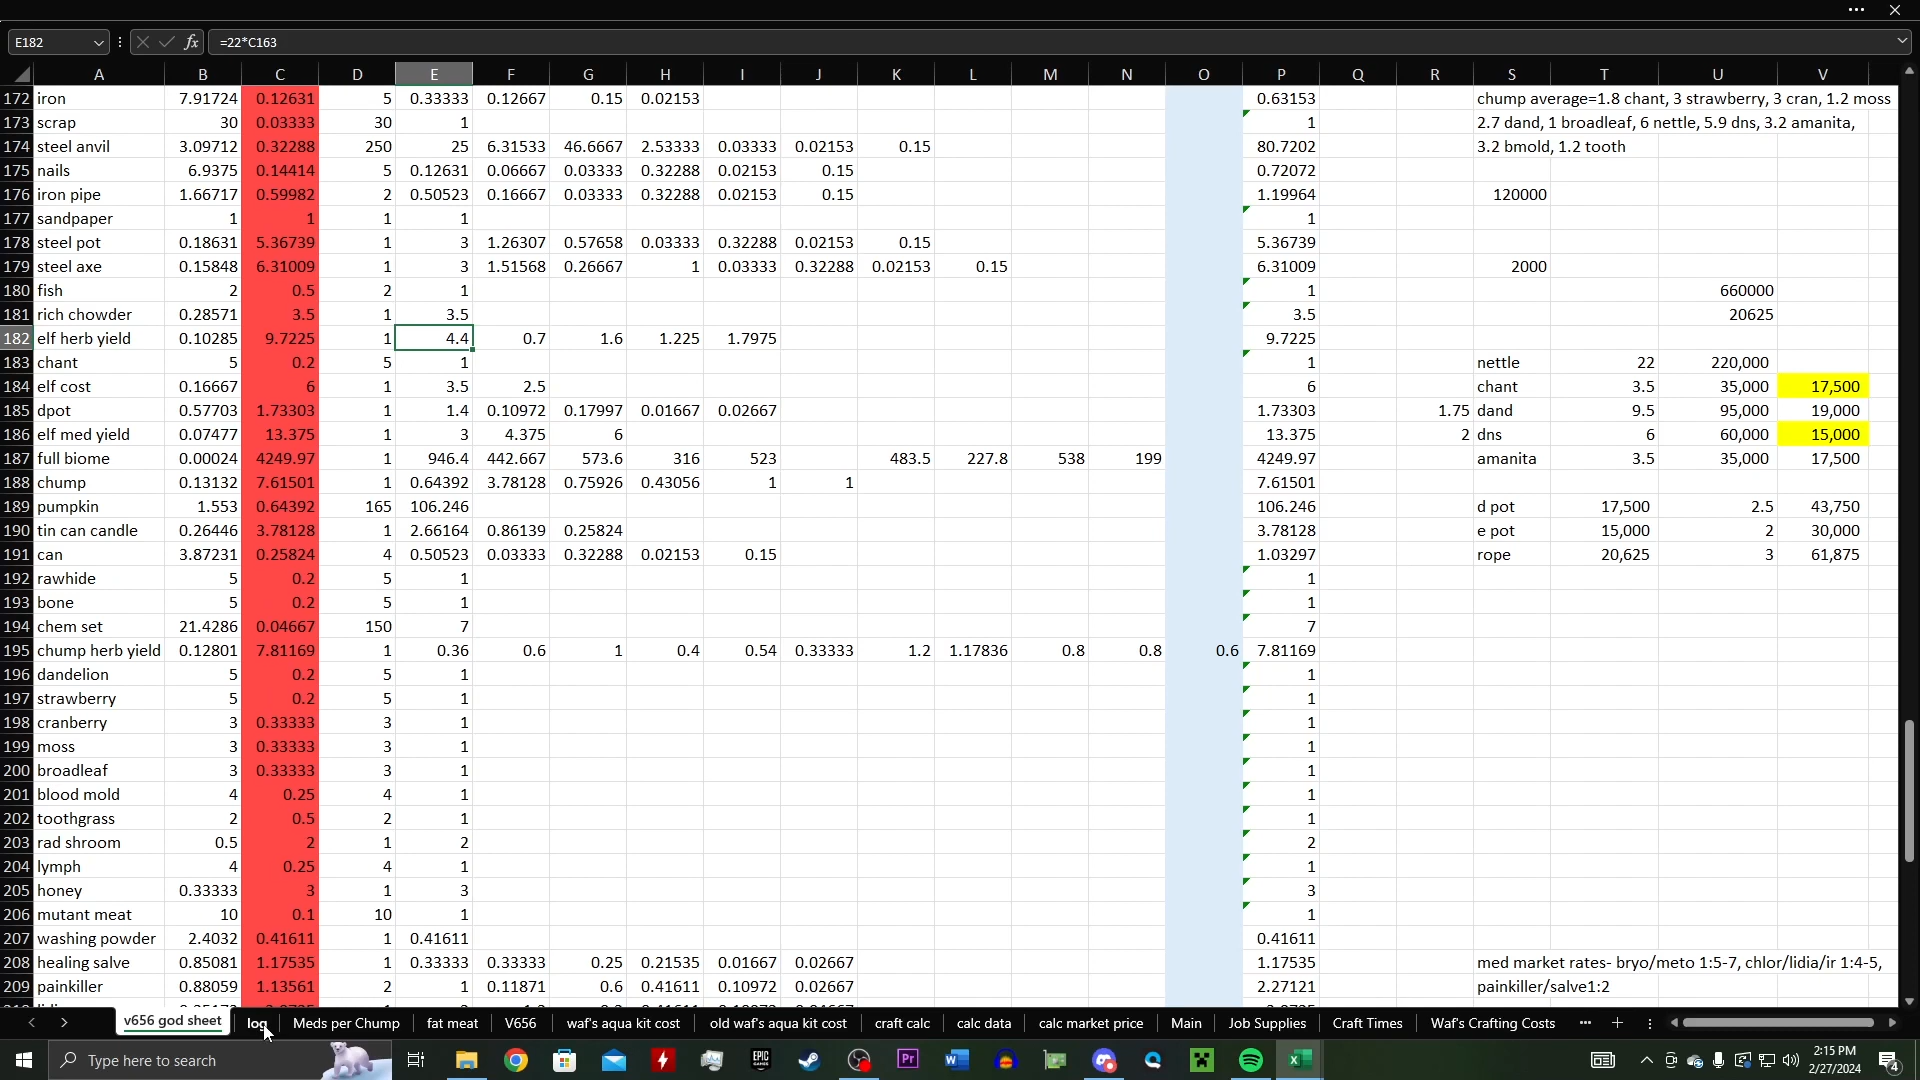 E182 fx =22*C163
A B C D E F G H I J K L M N O P Q R S T U V
172 iron 7.91724 0.12631 5 0.33333 0.12667 0.15 0.02153 0.63153 chump average=1.8 chant, 3 strawberry, 3 cran, 1.2 moss
173 scrap 30 0.03333 30 1 1 2.7 dand, 1 broadleaf, 6 nettle, 5.9 dns, 3.2 amanita,
174 steel anvil 3.09712 0.32288 250 25 6.31533 46.6667 2.53333 0.03333 0.02153 0.15 80.7202 3.2 bmold, 1.2 tooth
175 nails 6.9375 0.14414 5 0.12631 0.06667 0.03333 0.32288 0.02153 0.15 0.72072
176 iron pipe 1.66717 0.59982 2 0.50523 0.16667 0.03333 0.32288 0.02153 0.15 1.19964 120000
177 sandpaper 1 1 1 1 1
178 steel pot 0.18631 5.36739 1 3 1.26307 0.57658 0.03333 0.32288 0.02153 0.15 5.36739
179 steel axe 0.15848 6.31009 1 3 1.51568 0.26667 1 0.03333 0.32288 0.02153 0.15 6.31009 2000
180 fish 2 0.5 2 1 1 660000
181 rich chowder 0.28571 3.5 1 3.5 3.5 20625
182 elf herb yield 0.10285 9.7225 1 4.4 0.7 1.6 1.225 1.7975 9.7225
183 chant 5 0.2 5 1 1 nettle 22 220,000
184 elf cost 0.16667 6 1 3.5 2.5 6 chant 3.5 35,000 17,500
185 dpot 0.57703 1.73303 1 1.4 0.10972 0.17997 0.01667 0.02667 1.73303 1.75 dand 9.5 95,000 19,000
186 elf med yield 0.07477 13.375 1 3 4.375 6 13.375 2 dns 6 60,000 15,000
187 full biome 0.00024 4249.97 1 946.4 442.667 573.6 316 523 483.5 227.8 538 199 4249.97 amanita 3.5 35,000 17,500
188 chump 0.13132 7.61501 1 0.64392 3.78128 0.75926 0.43056 1 1 7.61501
189 pumpkin 1.553 0.64392 165 106.246 106.246 d pot 17,500 2.5 43,750
190 tin can candle 0.26446 3.78128 1 2.66164 0.86139 0.25824 3.78128 e pot 15,000 2 30,000
191 can 3.87231 0.25824 4 0.50523 0.03333 0.32288 0.02153 0.15 1.03297 rope 20,625 3 61,875
192 rawhide 5 0.2 5 1 1
193 bone 5 0.2 5 1 1
194 chem set 21.4286 0.04667 150 7 7
195 chump herb yield 0.12801 7.81169 1 0.36 0.6 1 0.4 0.54 0.33333 1.2 1.17836 0.8 0.8 0.6 7.81169
196 dandelion 5 0.2 5 1 1
197 strawberry 5 0.2 5 1 1
198 cranberry 3 0.33333 3 1 1
199 moss 3 0.33333 3 1 1
200 broadleaf 3 0.33333 3 1 1
201 blood mold 4 0.25 4 1 1
202 toothgrass 2 0.5 2 1 1
203 rad shroom 0.5 2 1 2 2
204 lymph 4 0.25 4 1 1
205 honey 0.33333 3 1 3 3
206 mutant meat 10 0.1 10 1 1
207 washing powder 2.4032 0.41611 1 0.41611 0.41611
208 healing salve 0.85081 1.17535 1 0.33333 0.33333 0.25 0.21535 0.01667 0.02667 1.17535 med market rates- bryo/meto 1:5-7, chlor/lidia/ir 1:4-5,
209 painkiller 0.88059 1.13561 2 1 0.11871 0.6 0.41611 0.10972 0.02667 2.27121 painkiller/salve1:2
v656 god sheet log Meds per Chump fat meat V656 waf's aqua kit cost old waf's aqua kit cost craft calc calc data calc market price Main Job Supplies Craft Times Waf's Crafting Costs
Type here to search
EPIC GAMES Pr 2:15 PM
2/27/2024 4